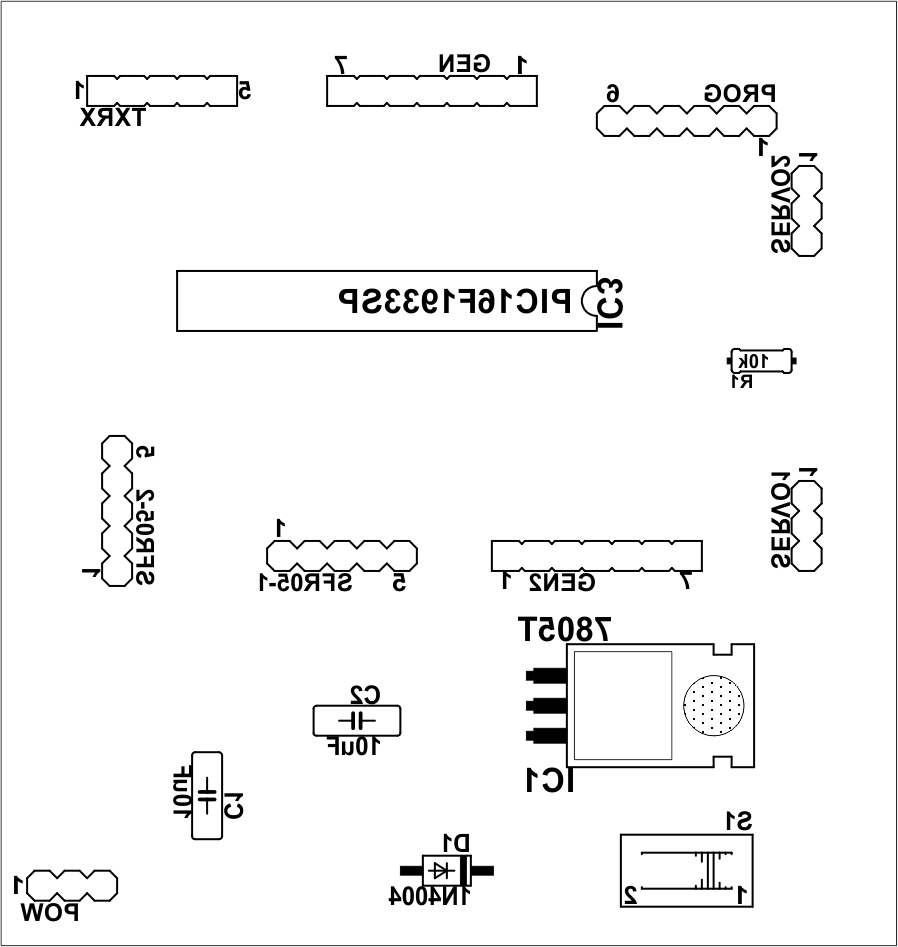 7 GEN 1
1 5
TXRX
6 PROG
1
SERVO2 1
PIC16F1933SP IC3
10k
R1
5
SFR05-2
1
SERVO1 1
1
SFR05-1 5
1 GEN2 7
7805T
IC1
C2
10uF
10uF C1
S1
2 1
D1
1N4004
1
POW